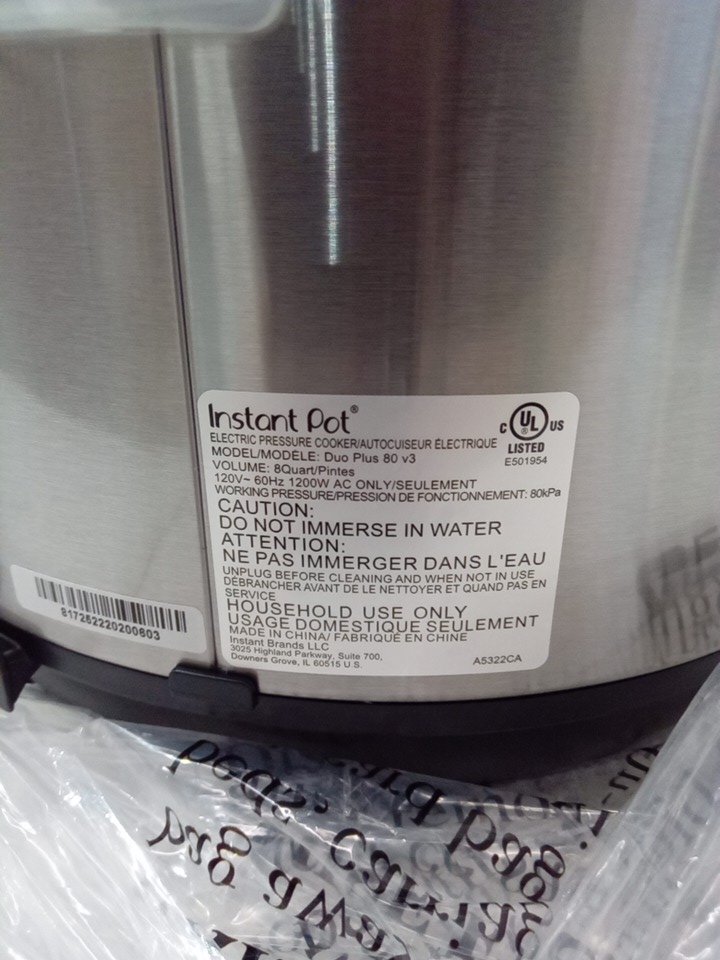 Instant Pot®
ELECTRIC PRESSURE COOKER/AUTOCUISEUR ÉLECTRIQUE
MODEL/MODÈLE: Duo Plus 80 v3
VOLUME: 8Quart/Pintes
120V~ 60Hz 1200W AC ONLY/SEULEMENT
WORKING PRESSURE/PRESSION DE FONCTIONNEMENT: 80kPa
C UL US
LISTED
E501954
CAUTION:
DO NOT IMMERSE IN WATER
ATTENTION:
NE PAS IMMERGER DANS L'EAU
UNPLUG BEFORE CLEANING AND WHEN NOT IN USE
DÉBRANCHER AVANT DE LE NETTOYER ET QUAND PAS EN
SERVICE
HOUSEHOLD USE ONLY
USAGE DOMESTIQUE SEULEMENT
MADE IN CHINA/ FABRIQUÉ EN CHINE
Instant Brands LLC
3025 Highland Parkway, Suite 700,
Downers Grove, IL 60515 U.S.
A5322CA
817252220200603
bag away
carriag